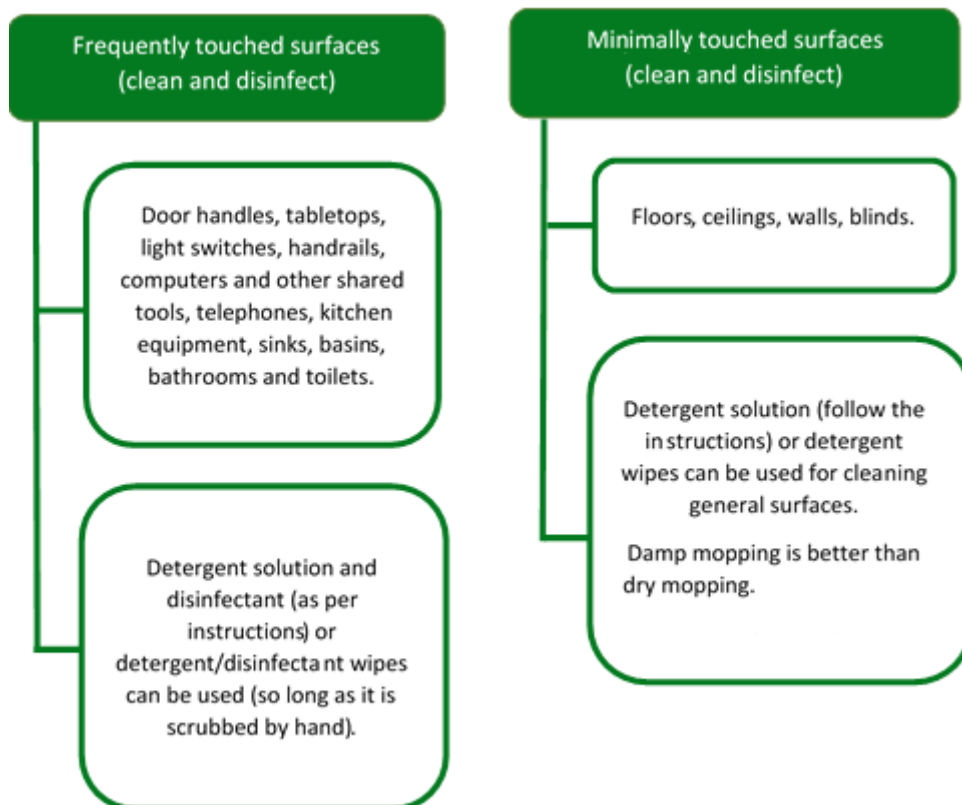 Frequently touched surfaces
(clean and disinfect)
Door handles, tabletops,
light switches, handrails,
computers and other shared
tools, telephones, kitchen
equipment, sinks, basins,
bathrooms and toilets.
Detergent solution and
disinfectant (as per
instructions) or
detergent/disinfectant wipes
can be used (so long as it is
scrubbed by hand).
Minimally touched surfaces
(clean and disinfect)
Floors, ceilings, walls, blinds.
Detergent solution (follow the
instructions) or detergent
wipes can be used for cleaning
general surfaces.
Damp mopping is better than
dry mopping.